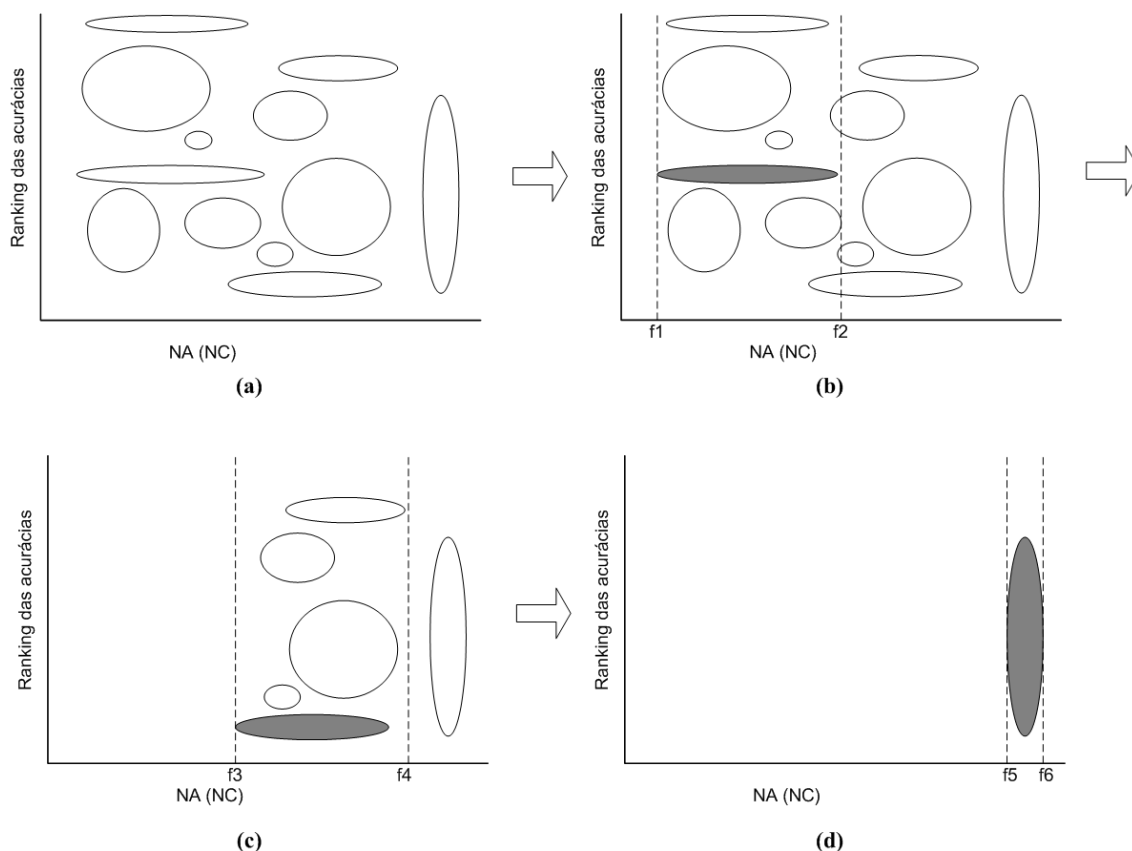 Ranking das acurácias
NA (NC)
(a)
Ranking das acurácias
f1
f2
NA (NC)
(b)
Ranking das acurácias
f3
f4
NA (NC)
(c)
Ranking das acurácias
f5
f6
NA (NC)
(d)